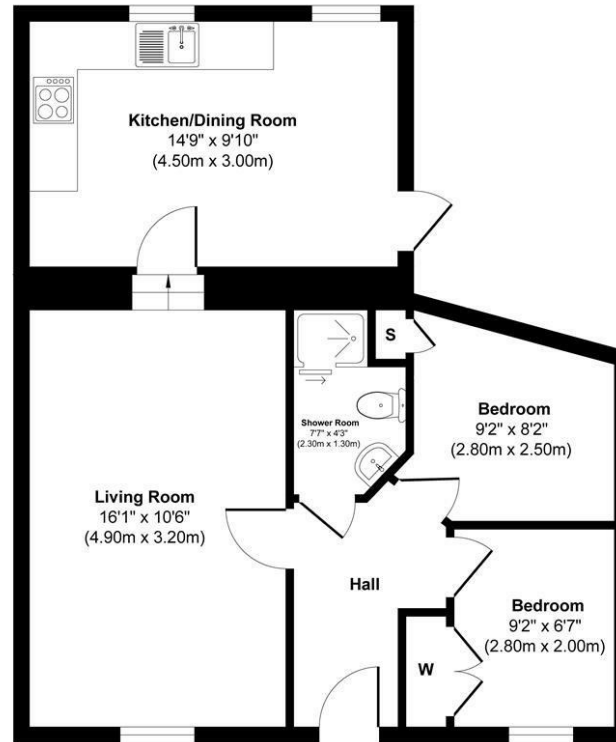 Kitchen/Dining Room
14'9" x 9'10"
(4.50m x 3.00m)
S
Shower Room
7'7" x 4'3"
(2.30m x 1.30m)
Bedroom
9'2" x 8'2"
(2.80m x 2.50m)
Living Room
16'1" x 10'6"
(4.90m x 3.20m)
Hall
Bedroom
9'2" x 6'7"
(2.80m x 2.00m)
W